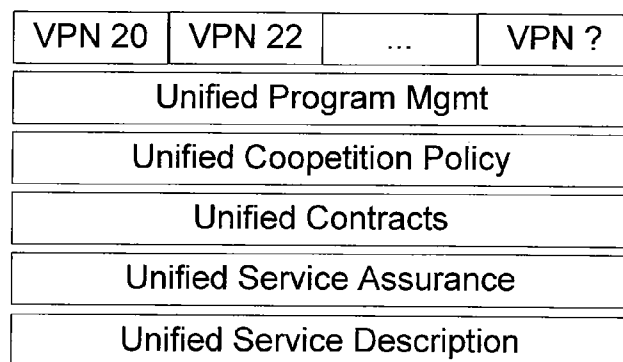 VPN 20 VPN 22 ... VPN ?
Unified Program Mgmt
Unified Coopetition Policy
Unified Contracts
Unified Service Assurance
Unified Service Description